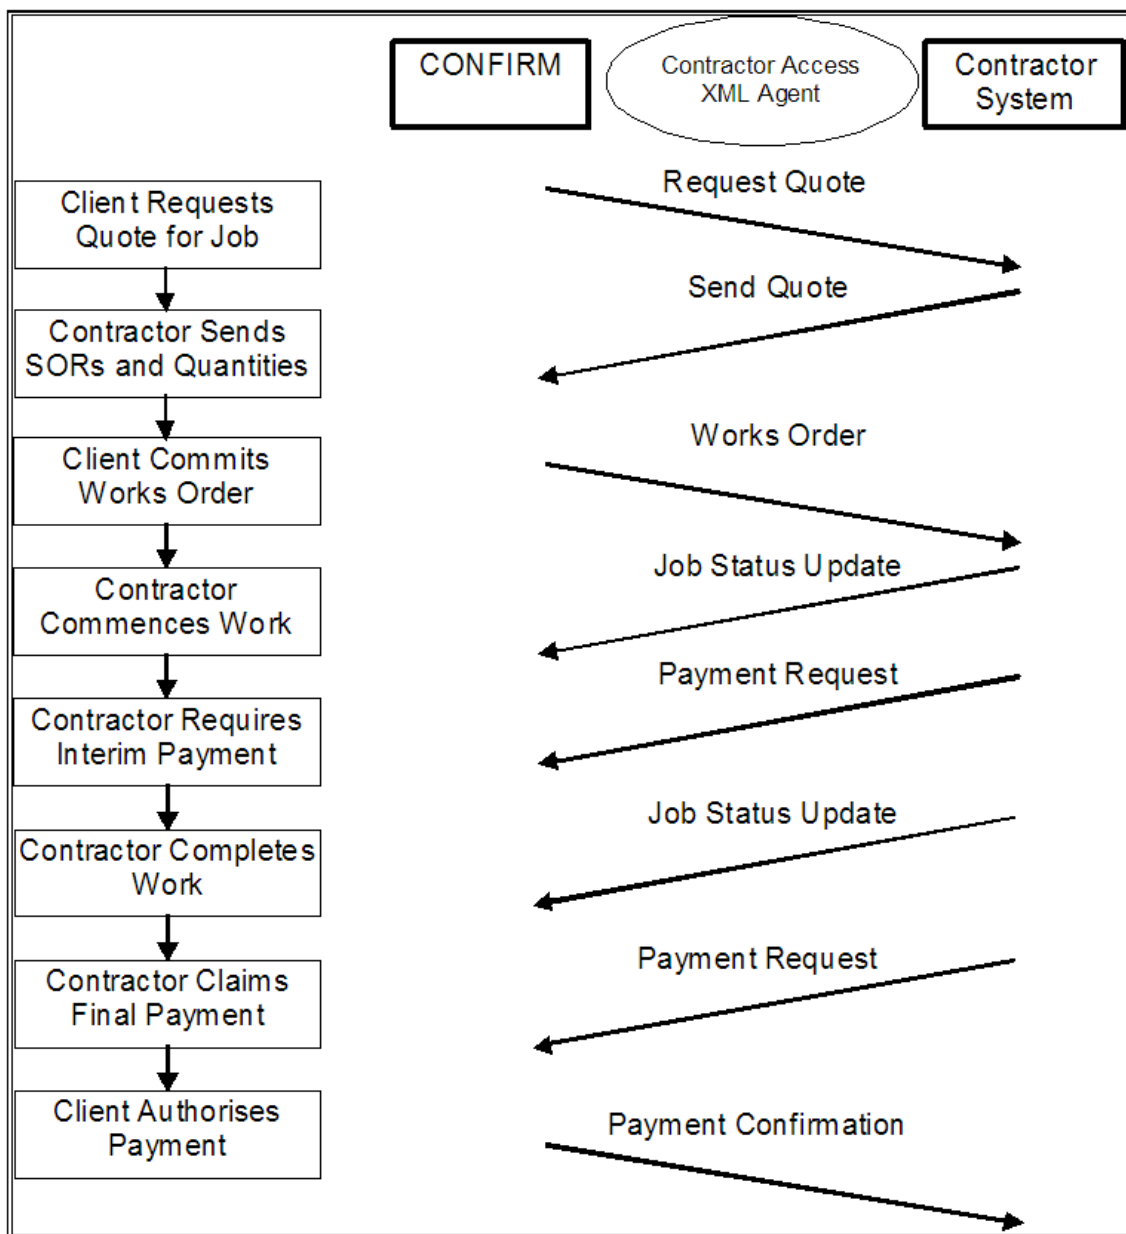 CONFIRM
Contractor Access
XML Agent
Contractor
System
Client Requests
Quote for Job
Request Quote
Contractor Sends
SORs and Quantities
Send Quote
Client Commits
Works Order
Works Order
Contractor
Commences Work
Job Status Update
Contractor Requires
Interim Payment
Payment Request
Contractor Completes
Work
Job Status Update
Contractor Claims
Final Payment
Payment Request
Client Authorises
Payment
Payment Confirmation